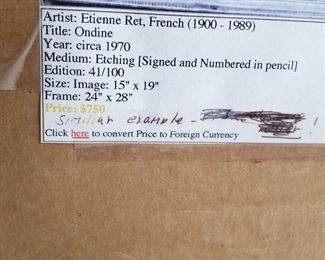 Artist: Etienne Ret, French (1900 - 1989)
Title: Ondine
Year: circa 1970
Medium: Etching [Signed and Numbered in pencil]
Edition: 41/100
Size: Image: 15" x 19"
Frame: 24" x 28"
Price: $750
similar example -
Click here to convert Price to Foreign Currency